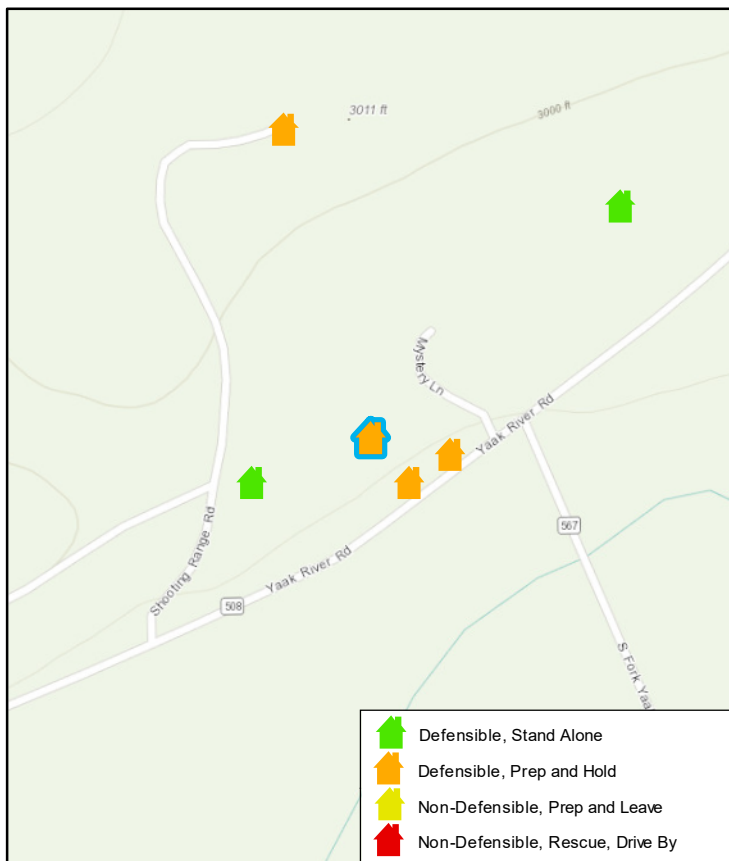 3011 ft
3000 ft
Mystery Ln
Yaak River Rd
567
Shooting Range Rd
Yaak River Rd
508
S Fork Yaa
Defensible, Stand Alone
Defensible, Prep and Hold
Non-Defensible, Prep and Leave
Non-Defensible, Rescue, Drive By